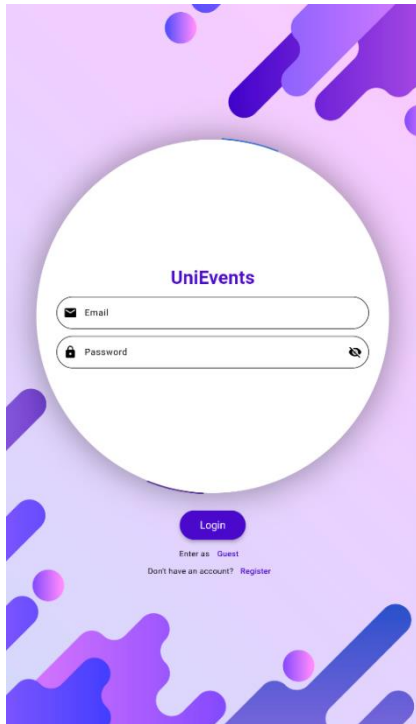 UniEvents
Email
Password
Login
Enter as Guest
Don't have an account? Register